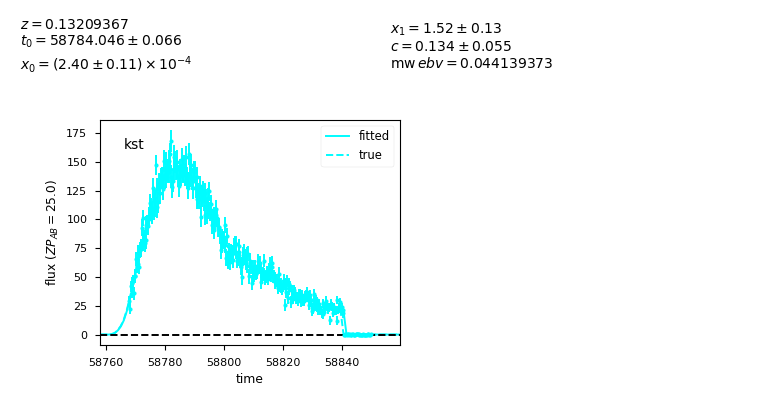 z = 0.13209367
t₀ = 58784.046 ± 0.066
x₀ = (2.40 ± 0.11) × 10⁻⁴
x₁ = 1.52 ± 0.13
c = 0.134 ± 0.055
mw ebv = 0.044139373
kst
fitted
true
175
150
125
100
75
50
25
0
flux (ZP_AB = 25.0)
58760 58780 58800 58820 58840
time